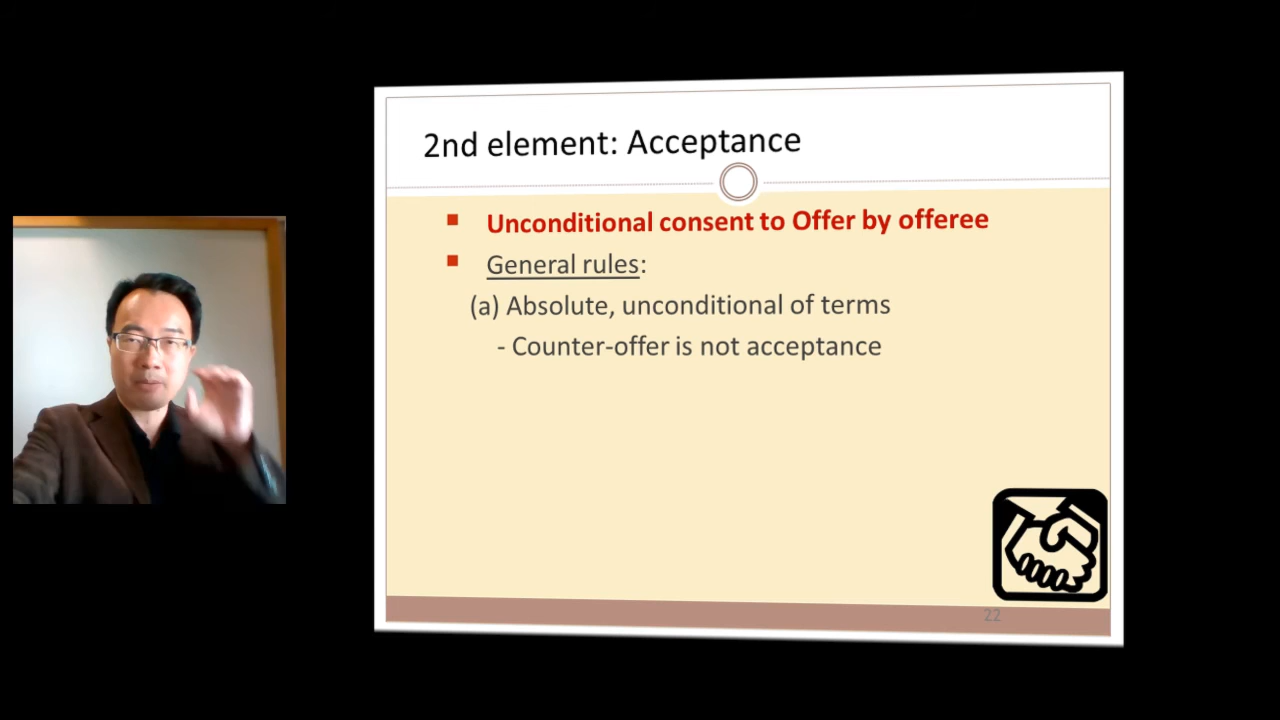 2nd element: Acceptance
Unconditional consent to Offer by offeree
General rules:
(a) Absolute, unconditional of terms
- Counter-offer is not acceptance
22